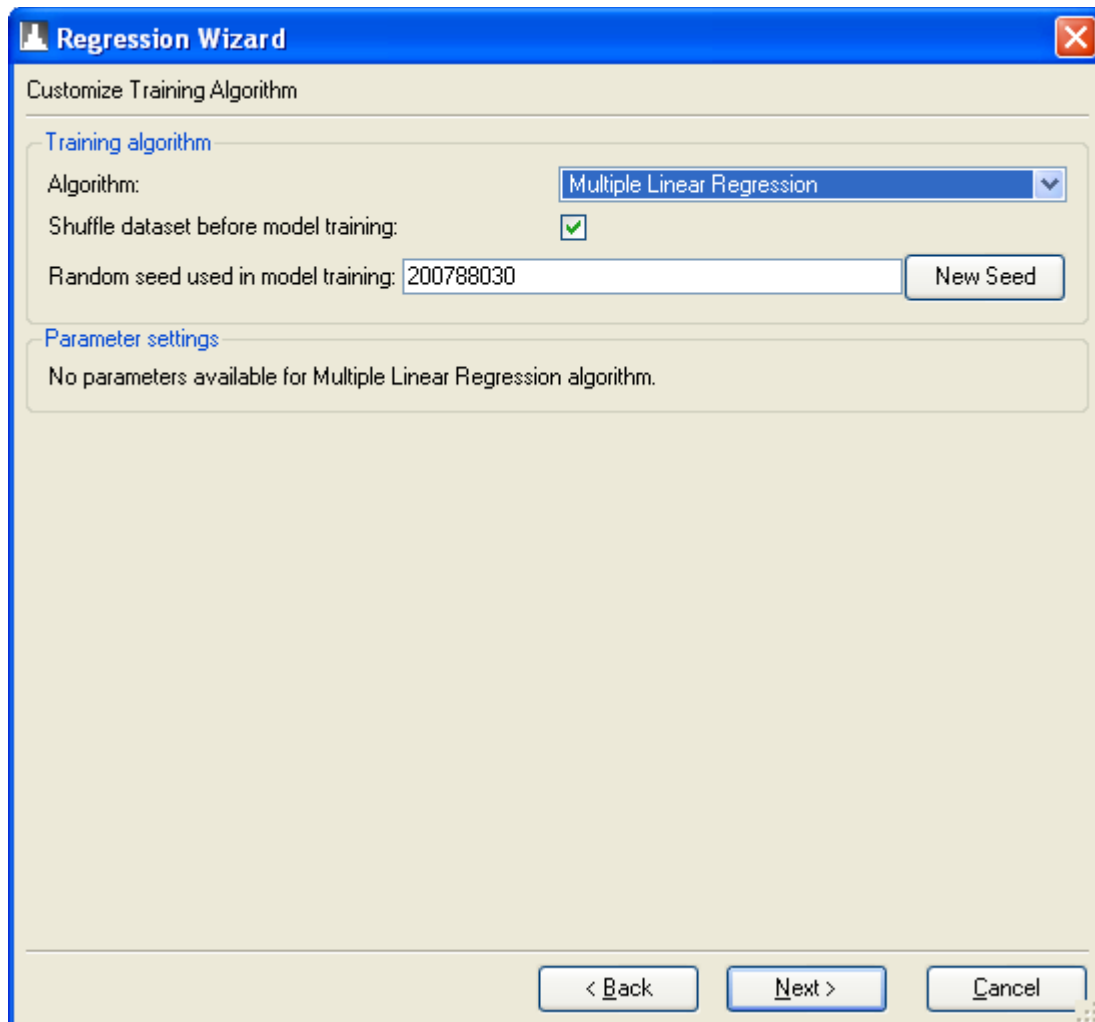 Regression Wizard
Customize Training Algorithm
Training algorithm
Algorithm: Multiple Linear Regression
Shuffle dataset before model training:
Random seed used in model training: 200788030 New Seed
Parameter settings
No parameters available for Multiple Linear Regression algorithm.
< Back Next > Cancel